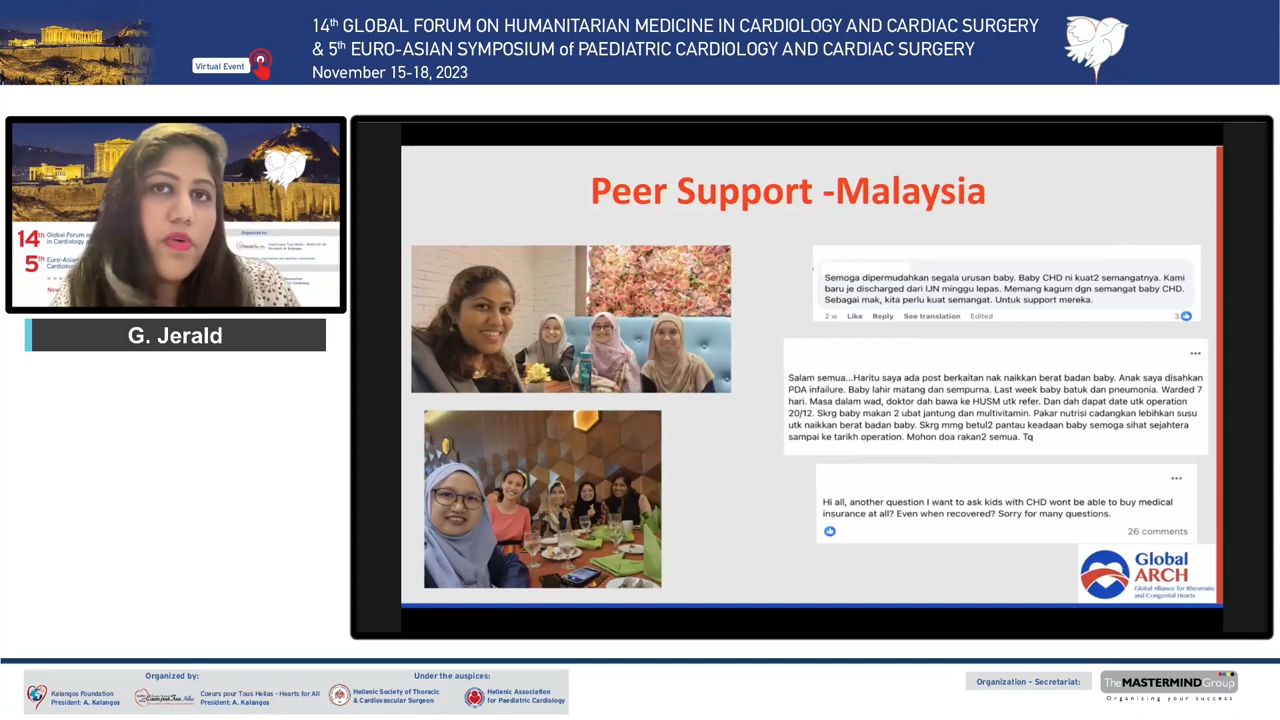 14th GLOBAL FORUM ON HUMANITARIAN MEDICINE IN CARDIOLOGY AND CARDIAC SURGERY
& 5th EURO-ASIAN SYMPOSIUM of PAEDIATRIC CARDIOLOGY AND CARDIAC SURGERY
November 15-18, 2023
Virtual Event
14th Global Forum
in Cardiology
5th Euro-Asian
Cardiology
G. Jerald
Peer Support -Malaysia
Semoga dipermudahkan segala urusan baby. Baby CHD ni kuat2 semangatnya. Kami
baru je discharged dari IJN minggu lepas. Memang kagum dgn semangat baby CHD.
Sebagai mak, kita perlu kuat semangat. Untuk support mereka.
2 w Like Reply See translation Edited 3
Salam semua...Haritu saya ada post berkaitan nak naikkan berat badan baby. Anak saya disahkan
PDA infailure. Baby lahir matang dan sempurna. Last week baby batuk dan pneumonia. Warded 7
hari. Masa dalam wad, doktor dah bawa ke HUSM utk refer. Dan dah dapat date utk operation
20/12. Skrg baby makan 2 ubat jantung dan multivitamin. Pakar nutrisi cadangkan lebihkan susu
utk naikkan berat badan baby. Skrg mmg betul2 pantau keadaan baby semoga sihat sejahtera
sampai ke tarikh operation. Mohon doa rakan2 semua. Tq
Hi all, another question I want to ask kids with CHD wont be able to buy medical
insurance at all? Even when recovered? Sorry for many questions.
26 comments
Global
ARCH
Global Alliance for Rheumatic
and Congenital Hearts
Organized by:
Kalangos Foundation
President: A. Kalangos
Coeurs pour Tous Hellas - Hearts for All
President: A. Kalangos
Under the auspices:
Hellenic Society of Thoracic
& Cardiovascular Surgeon
Hellenic Association
for Paediatric Cardiology
Organization - Secretariat:
The MASTERMIND Group
Organizing your success